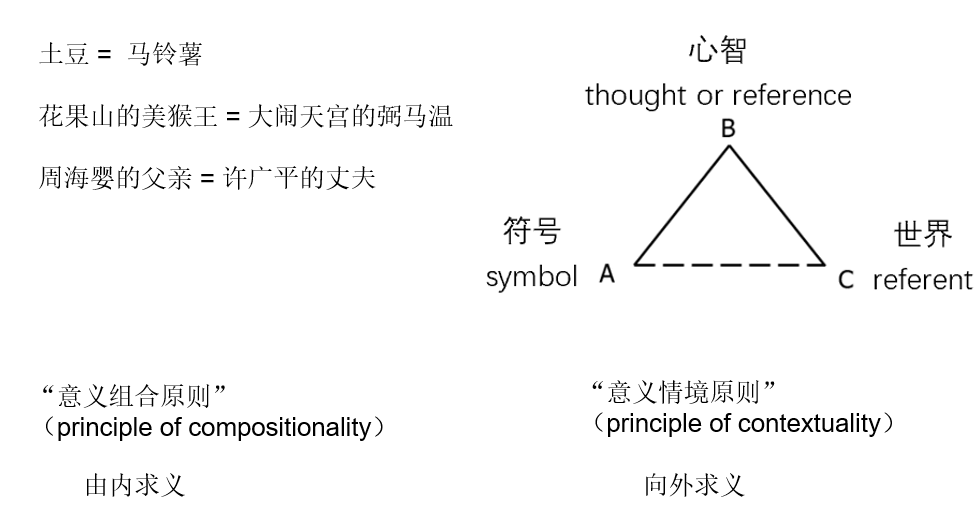 土豆 = 马铃薯
花果山的美猴王 = 大闹天宫的弼马温
周海婴的父亲 = 许广平的丈夫
心智
thought or reference
B
符号
symbol
A
世界
C referent
“意义组合原则”
（principle of compositionality）
由内求义
“意义情境原则”
（principle of contextuality）
向外求义